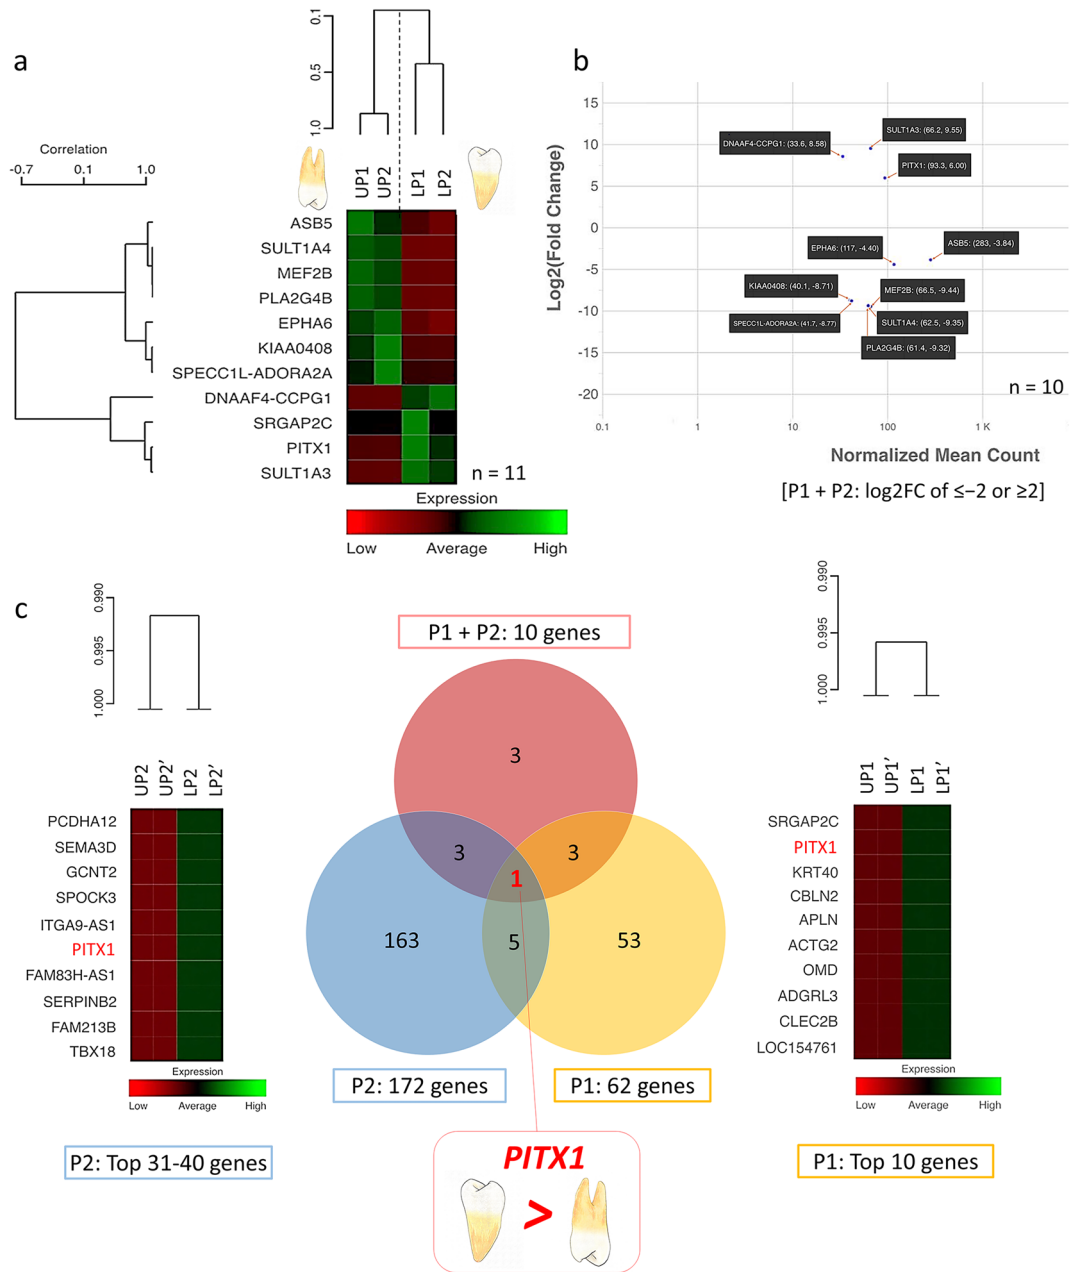 a
0.1
0.5
1.0
Correlation
-0.7 0.1 1.0
UP1 UP2 LP1 LP2
ASB5
SULT1A4
MEF2B
PLA2G4B
EPHA6
KIAA0408
SPECC1L-ADORA2A
DNAAF4-CCPG1
SRGAP2C
PITX1
SULT1A3
n = 11
Expression
Low Average High
b
Log2(Fold Change)
15
10
5
0
-5
-10
-15
-20
SULT1A3: (66.2, 9.55)
DNAAF4-CCPG1: (33.6, 8.58)
PITX1: (93.3, 6.00)
ASB5: (283, -3.84)
EPHA6: (117, -4.40)
KIAA0408: (40.1, -8.71)
MEF2B: (66.5, -9.44)
SPECC1L-ADORA2A: (41.7, -8.77)
SULT1A4: (62.5, -9.35)
PLA2G4B: (61.4, -9.32)
n = 10
0.1 1 10 100 1 K
Normalized Mean Count
[P1 + P2: log2FC of ≤−2 or ≥2]
c
0.990
0.995
1.000
UP2 UP2′ LP2 LP2′
PCDHA12
SEMA3D
GCNT2
SPOCK3
ITGA9-AS1
PITX1
FAM83H-AS1
SERPINB2
FAM213B
TBX18
Expression
Low Average High
P2: Top 31-40 genes
P1 + P2: 10 genes
3
3 3
1
163 5 53
P2: 172 genes
P1: 62 genes
PITX1
>
0.990
0.995
1.000
UP1 UP1′ LP1 LP1′
SRGAP2C
PITX1
KRT40
CBLN2
APLN
ACTG2
OMD
ADGRL3
CLEC2B
LOC154761
Expression
Low Average High
P1: Top 10 genes